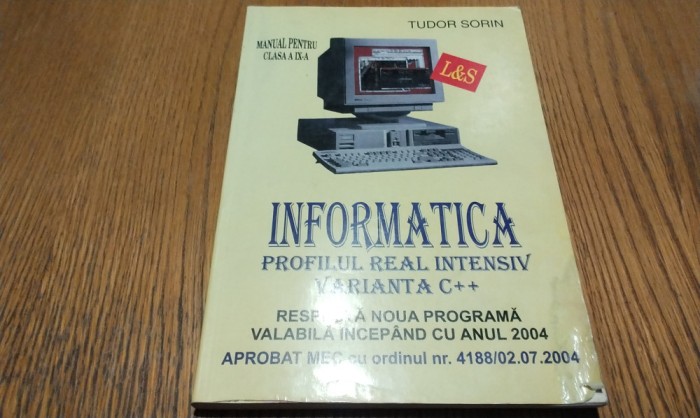 TUDOR SORIN
MANUAL PENTRU
CLASA A IX-A
L&S
INFORMATICA
PROFILUL REAL INTENSIV
VARIANTA C++
RESPECTĂ NOUA PROGRAMĂ
VALABILĂ ÎNCEPÂND CU ANUL 2004
APROBAT MEC cu ordinul nr. 4188/02.07.2004